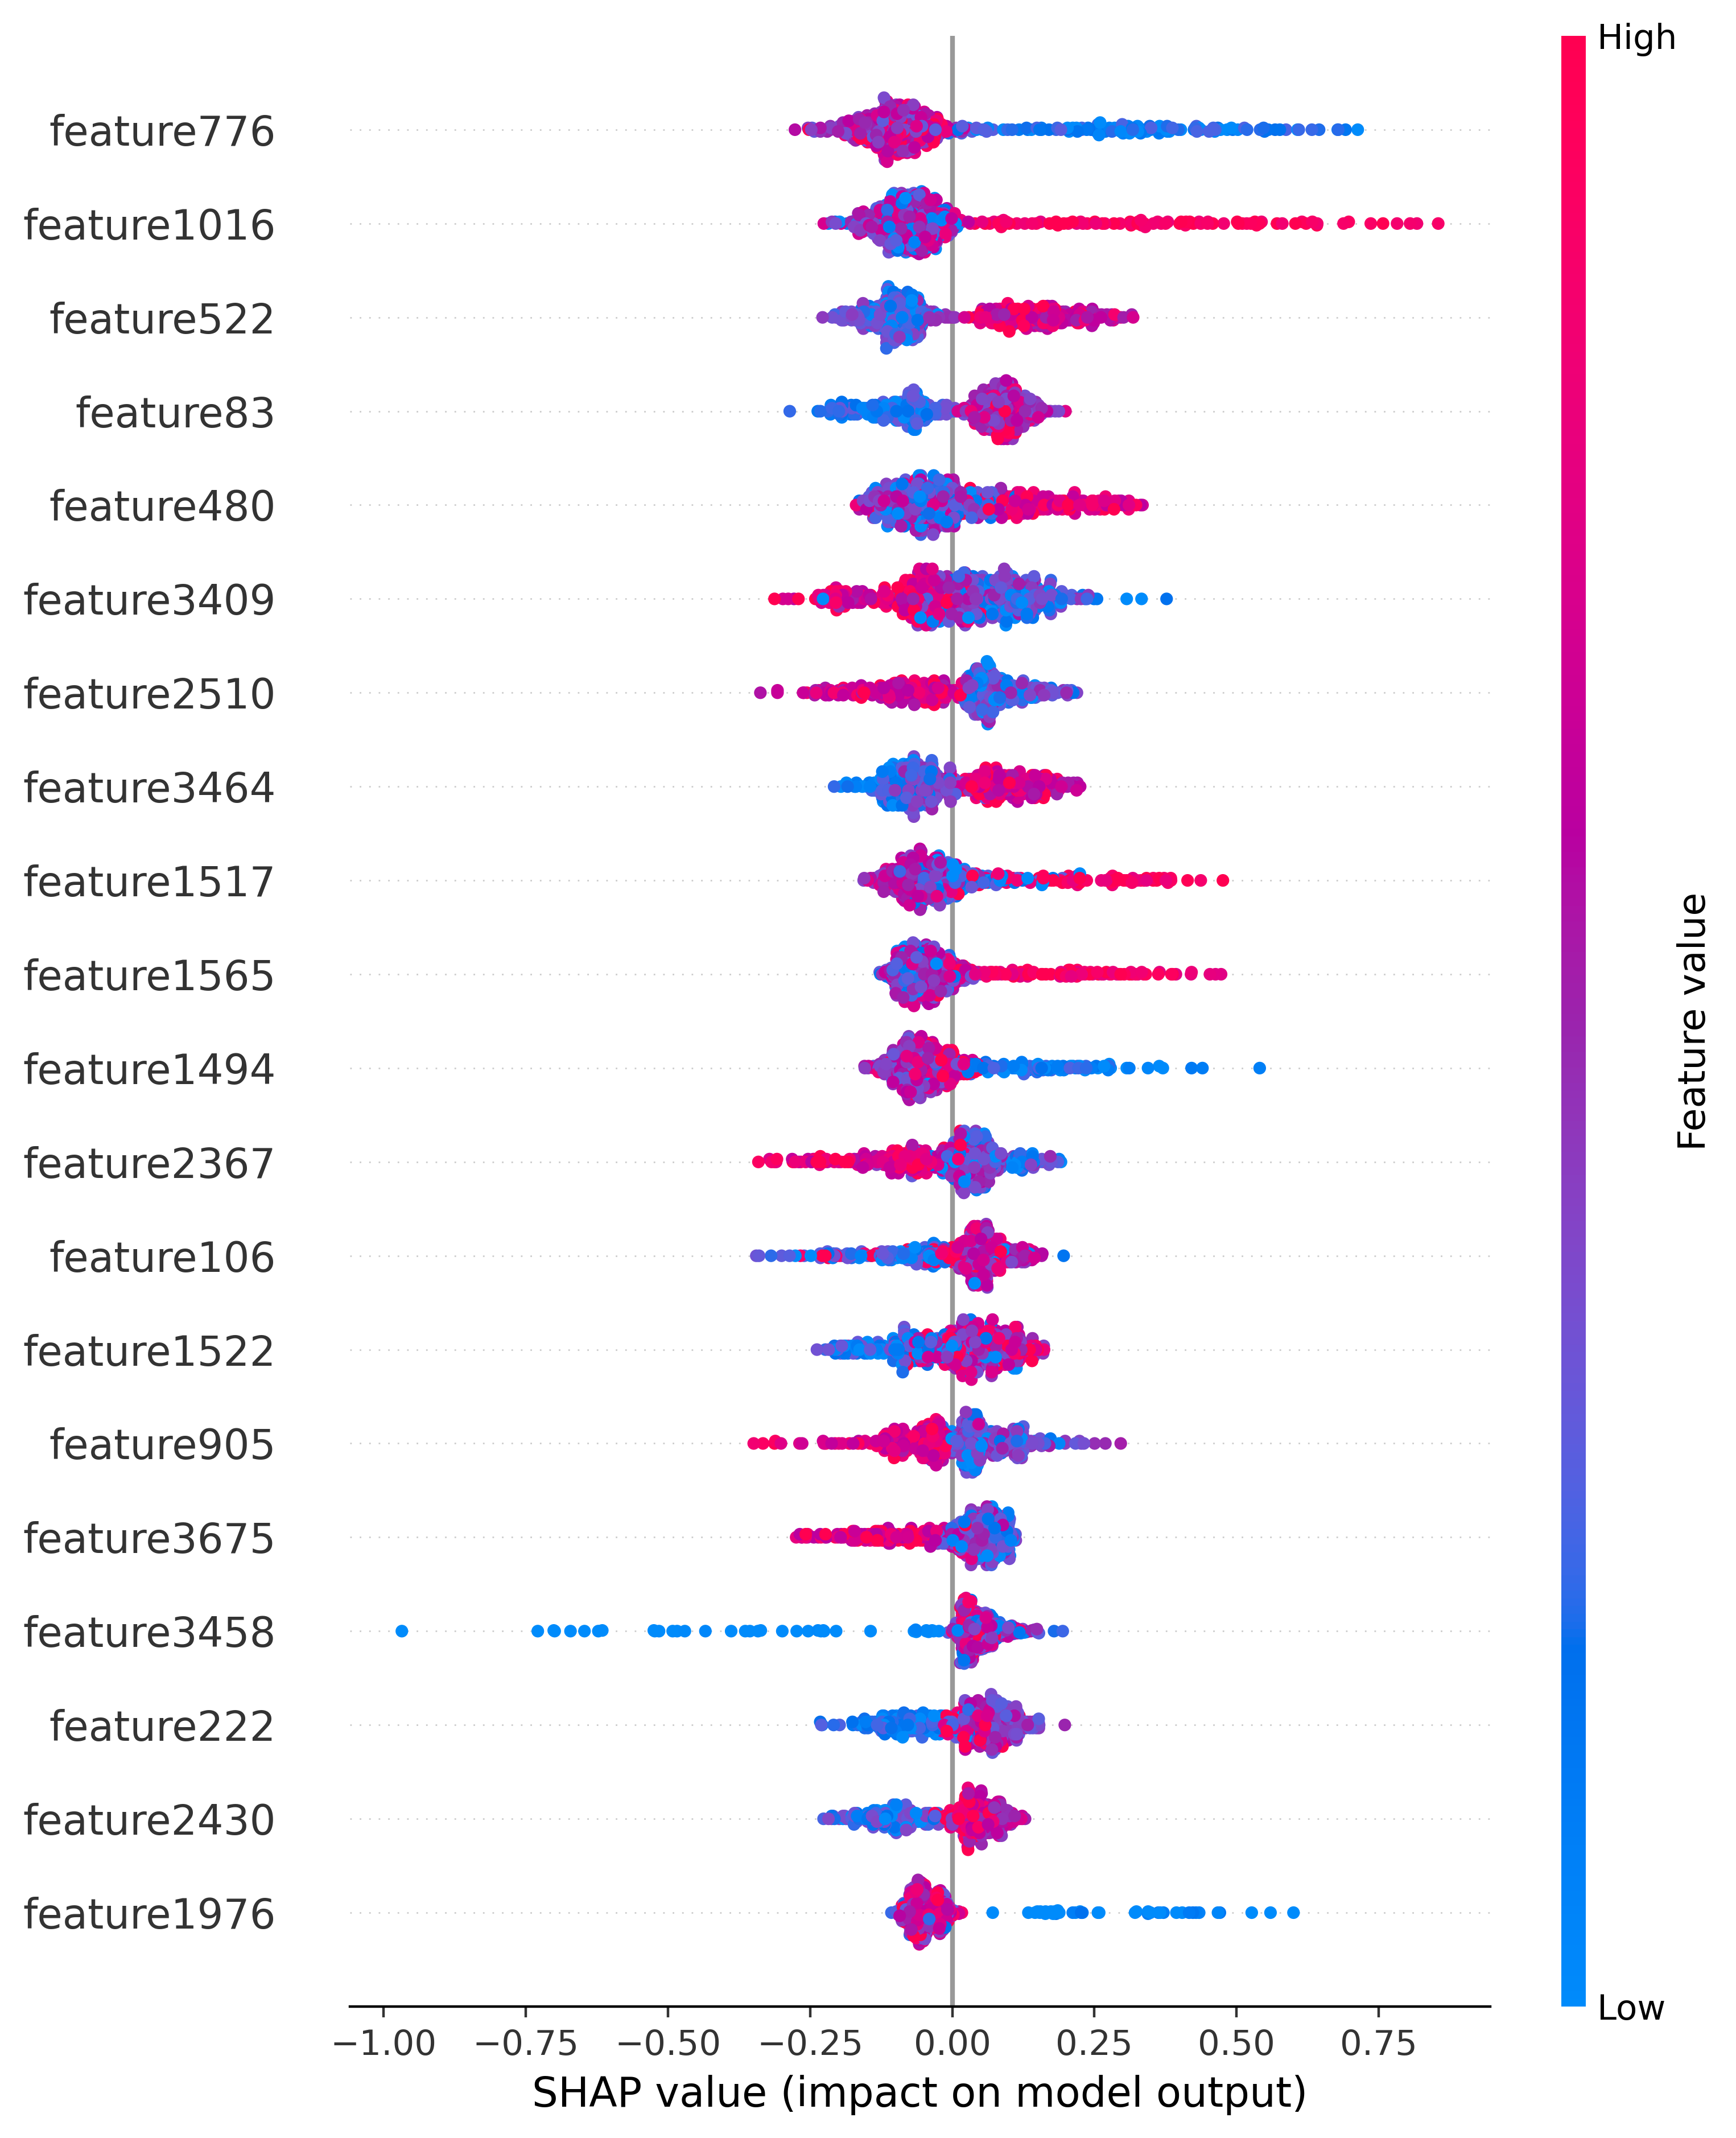 High
feature776
feature1016
feature522
feature83
feature480
feature3409
feature2510
feature3464
feature1517
feature1565
feature1494
feature2367
feature106
feature1522
feature905
feature3675
feature3458
feature222
feature2430
feature1976
Feature value
Low
−1.00 −0.75 −0.50 −0.25 0.00 0.25 0.50 0.75
SHAP value (impact on model output)